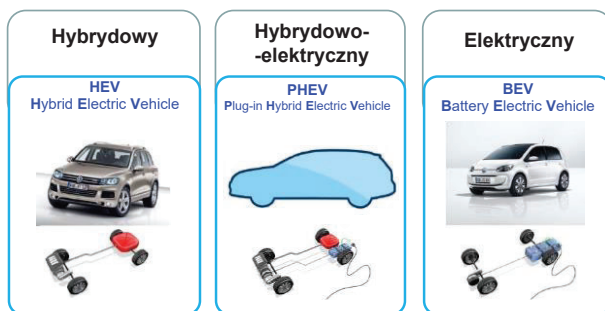 Hybrydowy
HEV
Hybrid Electric Vehicle
Hybrydowo-
-elektryczny
PHEV
Plug-in Hybrid Electric Vehicle
Elektryczny
BEV
Battery Electric Vehicle